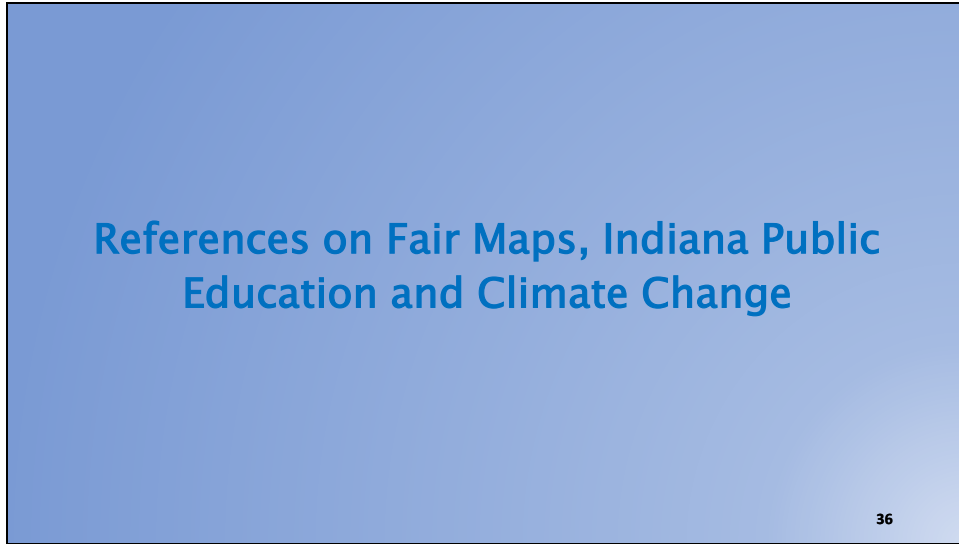 References on Fair Maps, Indiana Public
Education and Climate Change
36